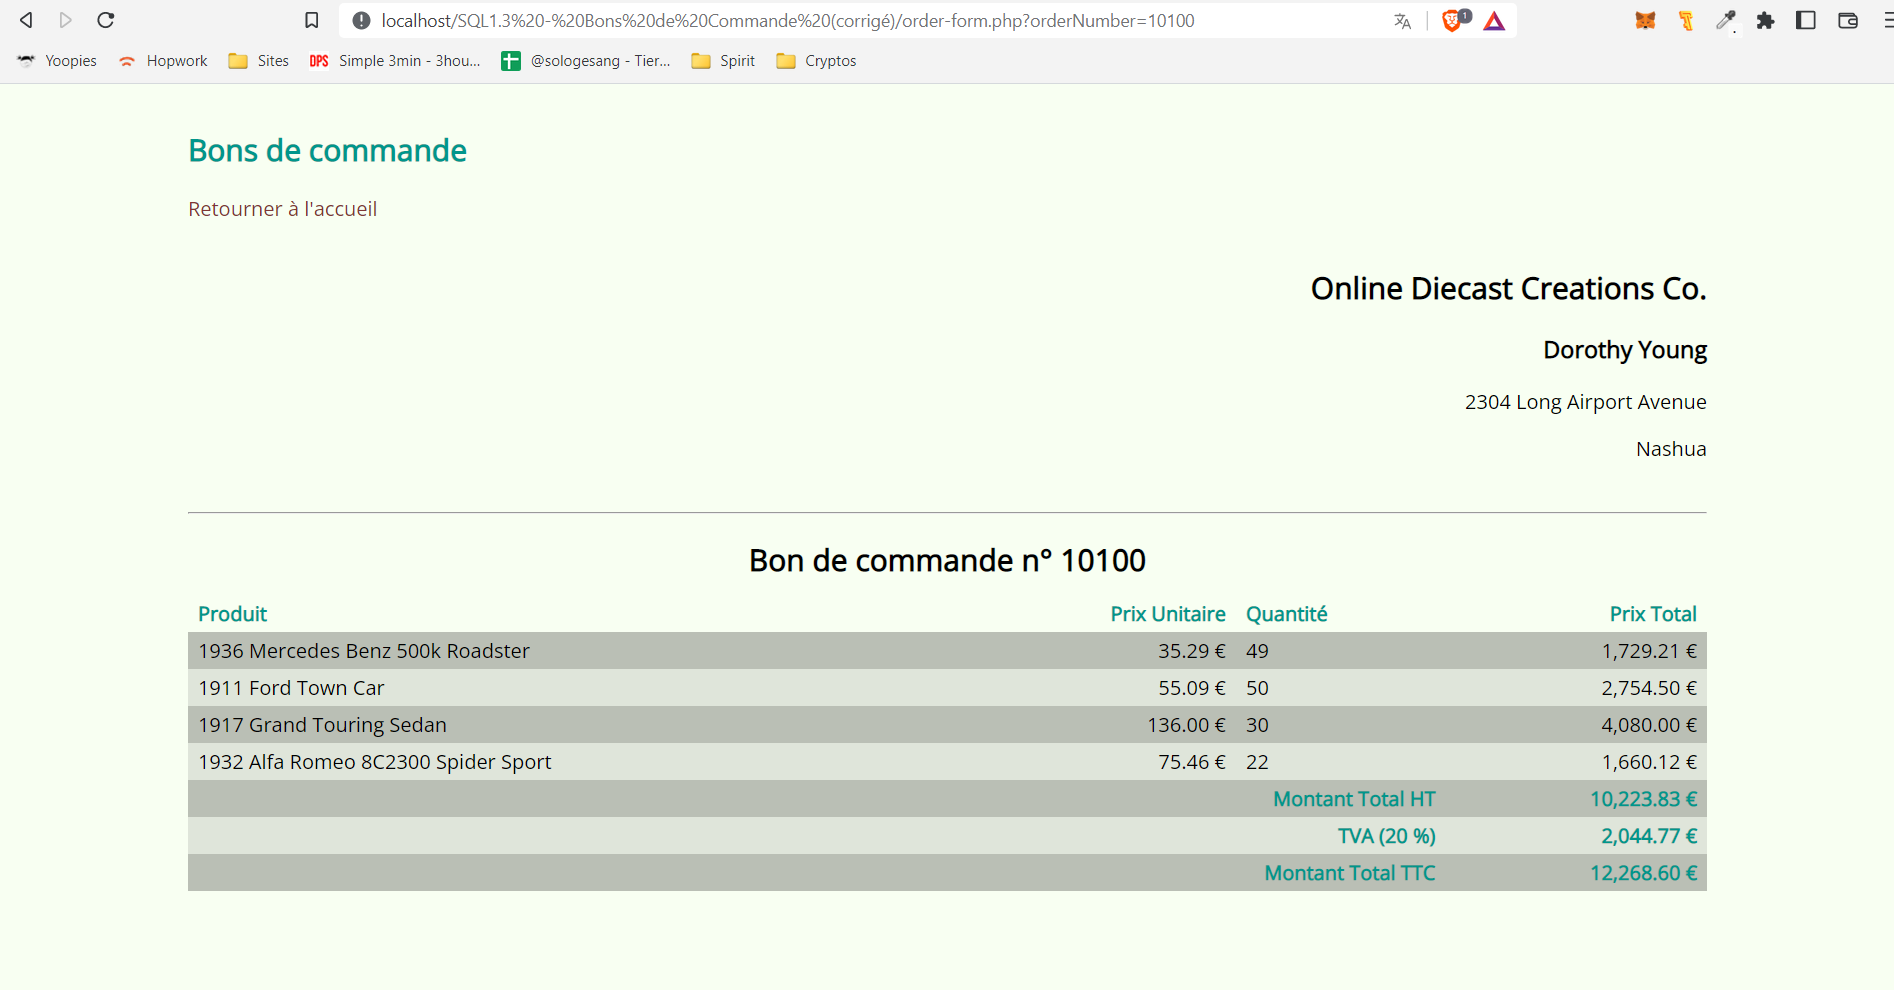 localhost/SQL1.3%20-%20Bons%20de%20Commande%20(corrigé)/order-form.php?orderNumber=10100
1
Yoopies Hopwork Sites DPS Simple 3min - 3hou... @sologesang - Tier... Spirit Cryptos
Bons de commande
Retourner à l'accueil
Online Diecast Creations Co.
Dorothy Young
2304 Long Airport Avenue
Nashua
Bon de commande n° 10100
Produit Prix Unitaire Quantité Prix Total
1936 Mercedes Benz 500k Roadster 35.29 € 49 1,729.21 €
1911 Ford Town Car 55.09 € 50 2,754.50 €
1917 Grand Touring Sedan 136.00 € 30 4,080.00 €
1932 Alfa Romeo 8C2300 Spider Sport 75.46 € 22 1,660.12 €
Montant Total HT 10,223.83 €
TVA (20 %) 2,044.77 €
Montant Total TTC 12,268.60 €